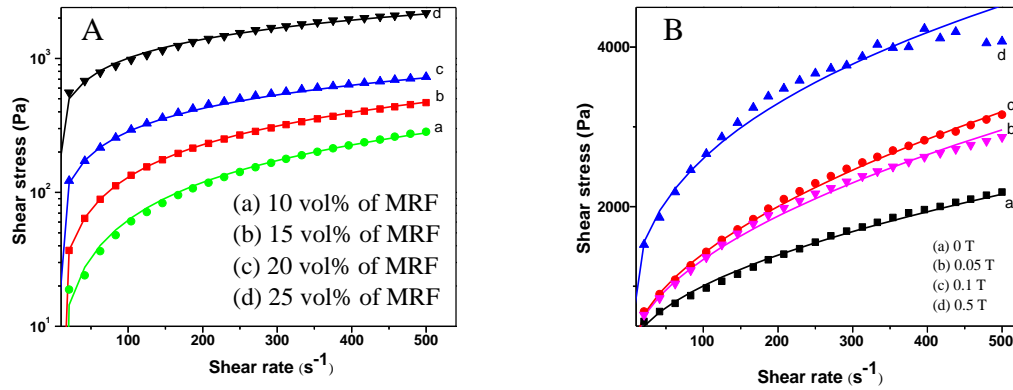 A
Shear stress (Pa)
10³
10²
10¹
d
c
b
a
(a) 10 vol% of MRF
(b) 15 vol% of MRF
(c) 20 vol% of MRF
(d) 25 vol% of MRF
100 200 300 400 500
Shear rate (s⁻¹)
B
Shear stress (Pa)
4000
2000
d
c
b
a
(a) 0 T
(b) 0.05 T
(c) 0.1 T
(d) 0.5 T
100 200 300 400 500
Shear rate (s⁻¹)